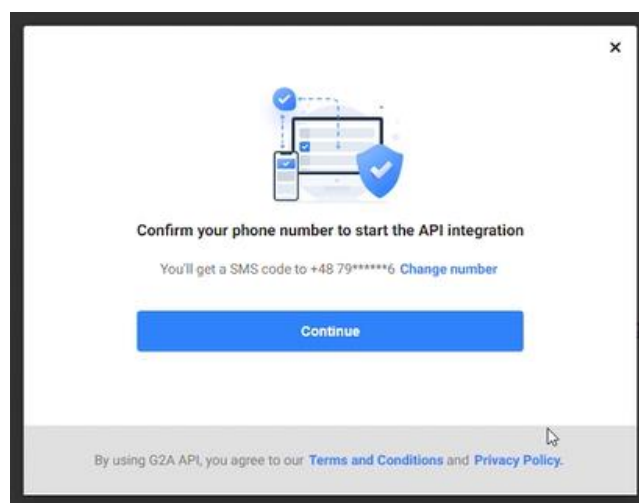 Confirm your phone number to start the API integration
You'll get a SMS code to +48 79******6 Change number
Continue
By using G2A API, you agree to our Terms and Conditions and Privacy Policy.